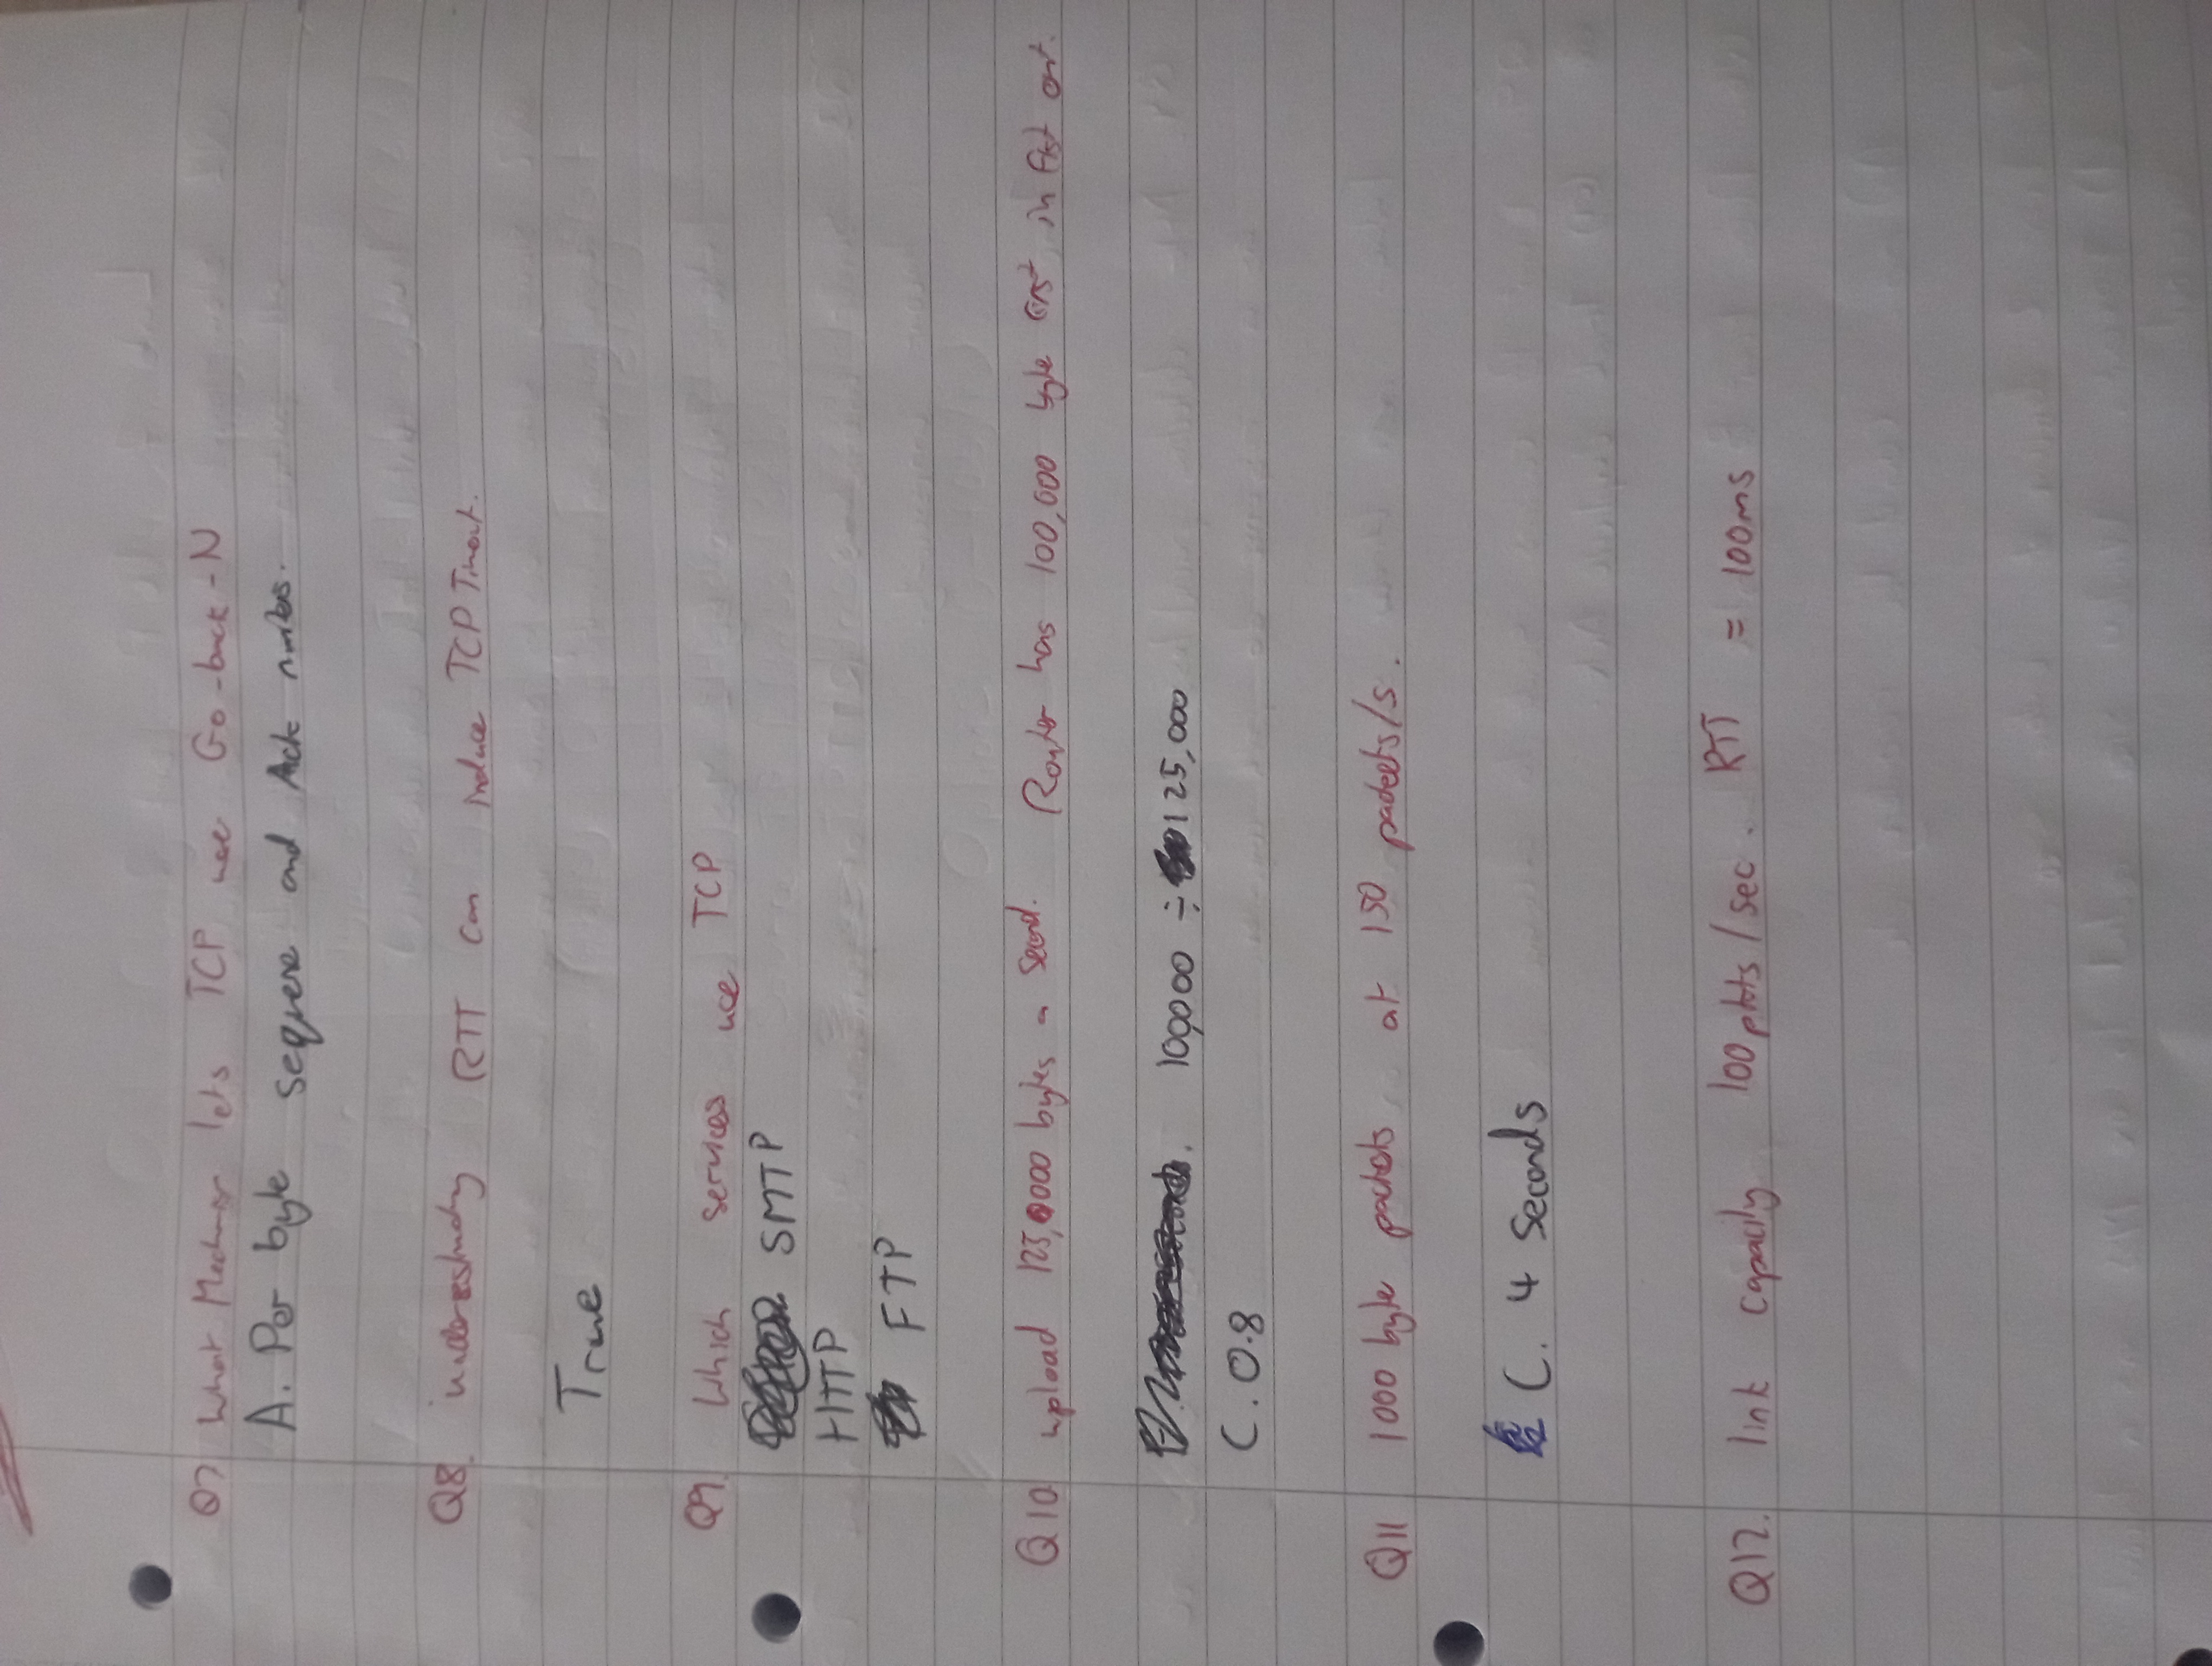 Q7 What Mechanism lets TCP use Go-back-N
A. Per byte sequence and Ack numbers.
Q8. underestimating RTT can induce TCP Timeout.
True
Q9. Which services use TCP
SMTP
HTTP
FTP
Q10 upload 125,000 bytes a second. Router has 100,000 byte first in first out.
100,000 ÷ 125,000
C. 0.8
Q11 1000 byte packets at 150 packets/s.
C. 4 Seconds
Q12. link capacity 100 pkts/sec. RTT = 100ms